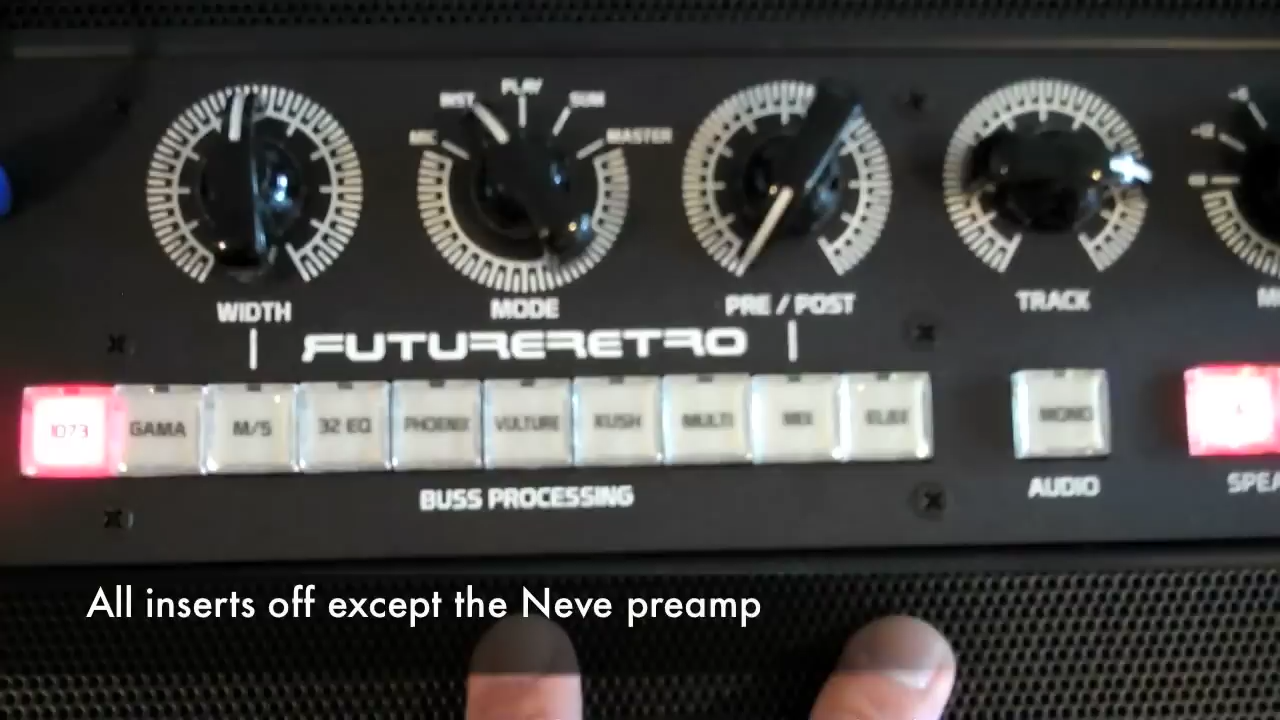 PLAY
INST
SUM
MIC
MASTER
WIDTH
MODE
PRE / POST
TRACK
FUTURERETRO
1073
GAMA
M/S
32 EQ
PHOENIX
VULTURE
KUSH
MULTI
MONO
BUSS PROCESSING
AUDIO
All inserts off except the Neve preamp